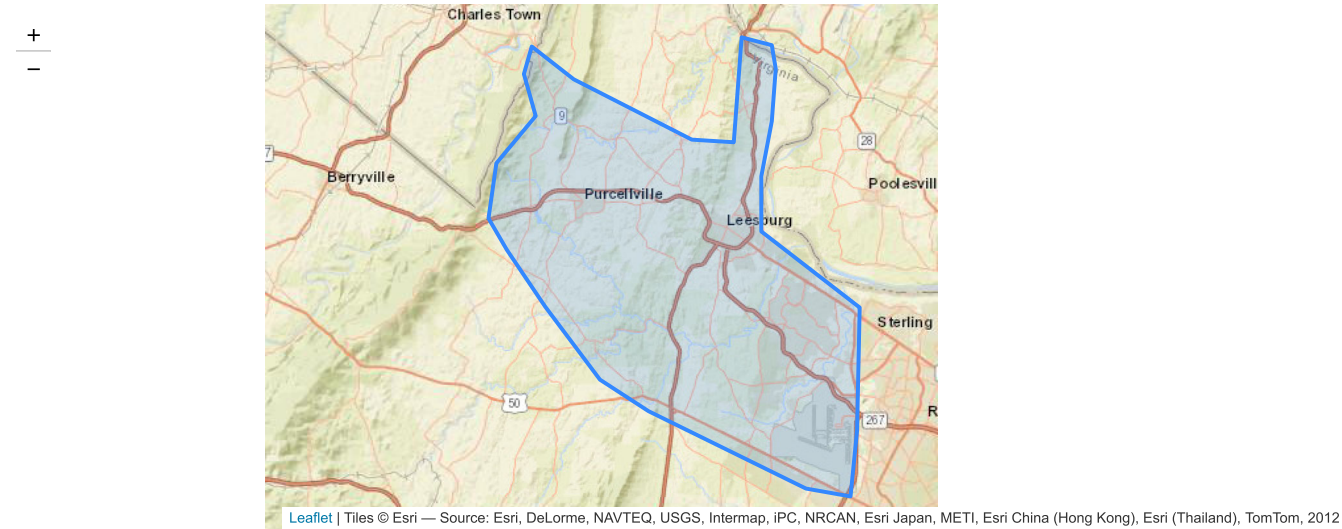 +
−
Charles Town
Virginia
9
28
7
Berryville
Poolesvill
Purcellville
Leesburg
Sterling
50
267
R
Leaflet | Tiles © Esri — Source: Esri, DeLorme, NAVTEQ, USGS, Intermap, iPC, NRCAN, Esri Japan, METI, Esri China (Hong Kong), Esri (Thailand), TomTom, 2012